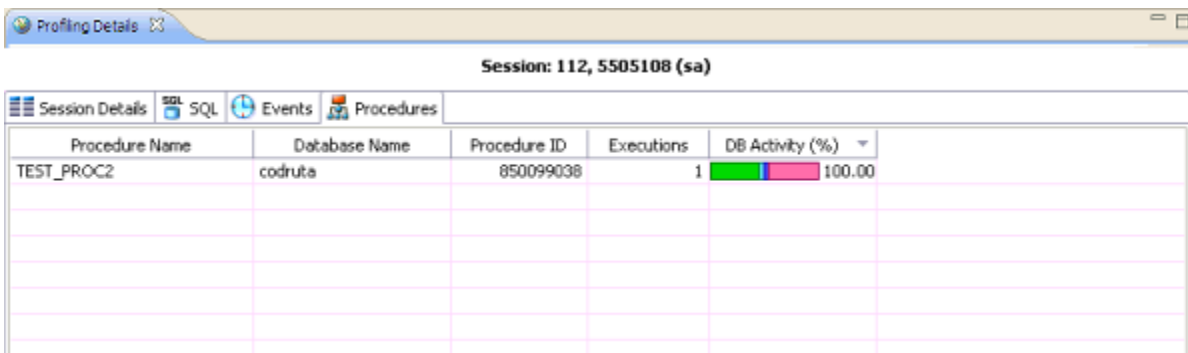 Profiling Details
Session: 112, 5505108 (sa)
Session Details SQL SQL Events Procedures
Procedure Name Database Name Procedure ID Executions DB Activity (%)
TEST_PROC2 codruta 850099038 1 100.00